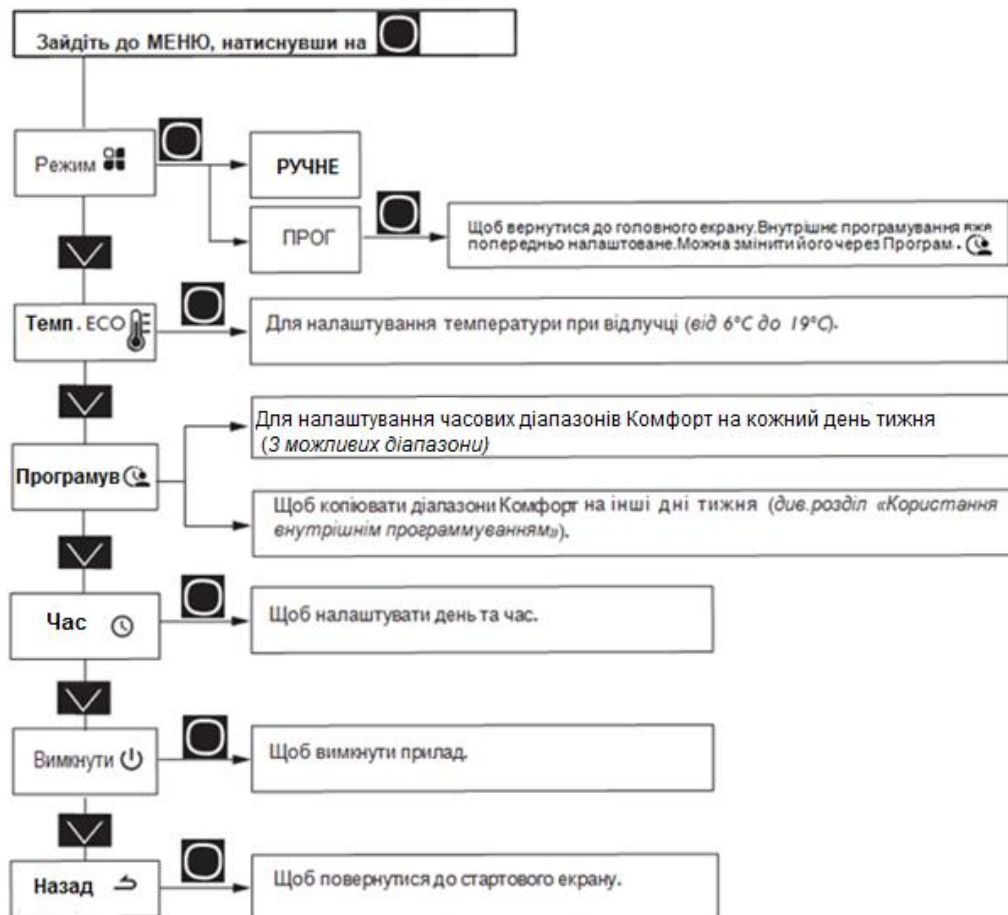 Зайдіть до МЕНЮ, натиснувши на
Режим
РУЧНЕ
ПРОГ
Щоб вернутися до головного екрану.Внутрішнє програмування вже
попередньо налаштоване.Можна змінити його через Програм.
Темп. ECO
Для налаштування температури при відлучці (від 6°C до 19°C).
Програмув
Для налаштування часових діапазонів Комфорт на кожний день тижня
(3 можливих діапазони)
Щоб копіювати діапазони Комфорт на інші дні тижня (див.розділ «Користання
внутрішнім программуванням»).
Час
Щоб налаштувати день та час.
Вимкнути
Щоб вимкнути прилад.
Назад
Щоб повернутися до стартового екрану.